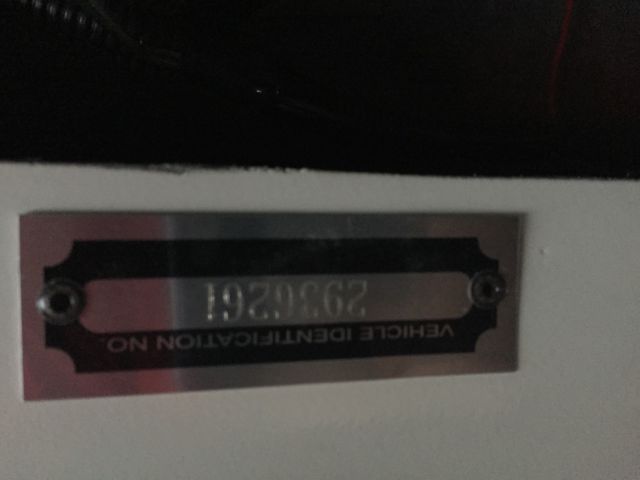 VEHICLE IDENTIFICATION NO.
2936261